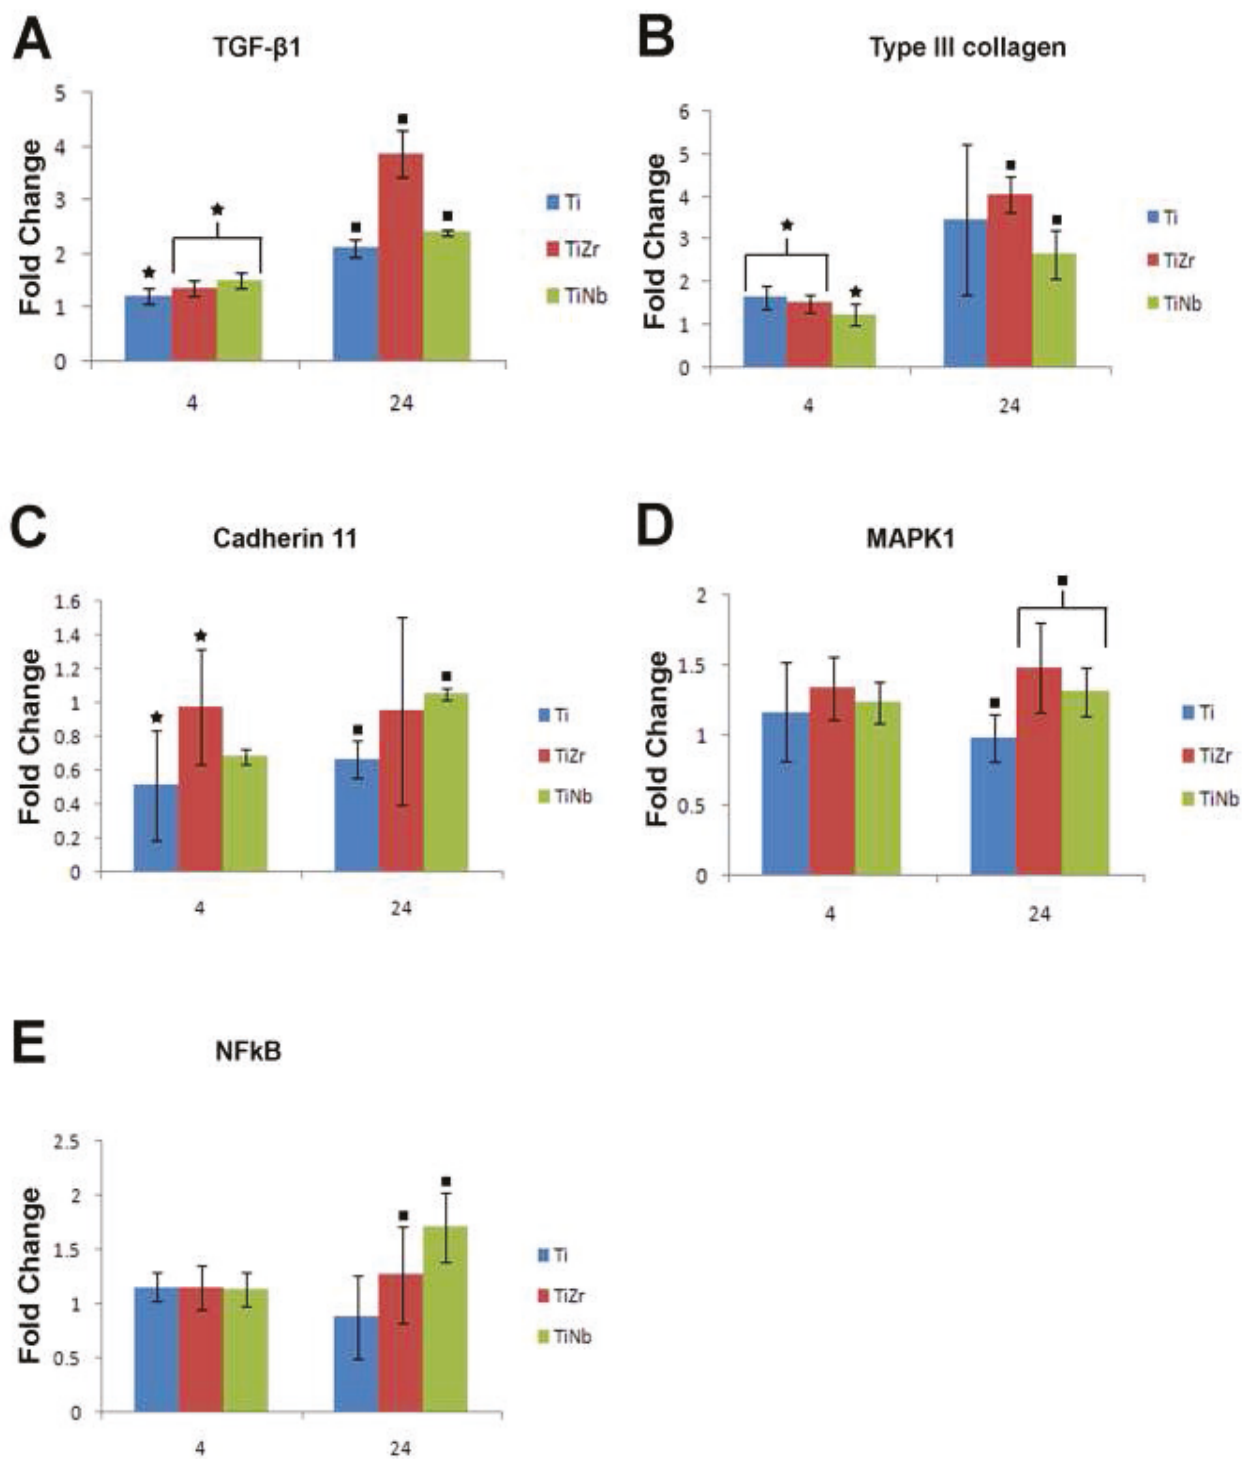 A
TGF-β1
Fold Change
5
4
3
2
1
0
4
24
Ti
TiZr
TiNb
B
Type III collagen
Fold Change
6
5
4
3
2
1
0
4
24
Ti
TiZr
TiNb
C
Cadherin 11
Fold Change
1.6
1.4
1.2
1
0.8
0.6
0.4
0.2
0
4
24
Ti
TiZr
TiNb
D
MAPK1
Fold Change
2
1.5
1
0.5
0
4
24
Ti
TiZr
TiNb
E
NFkB
Fold Change
2.5
2
1.5
1
0.5
0
4
24
Ti
TiZr
TiNb